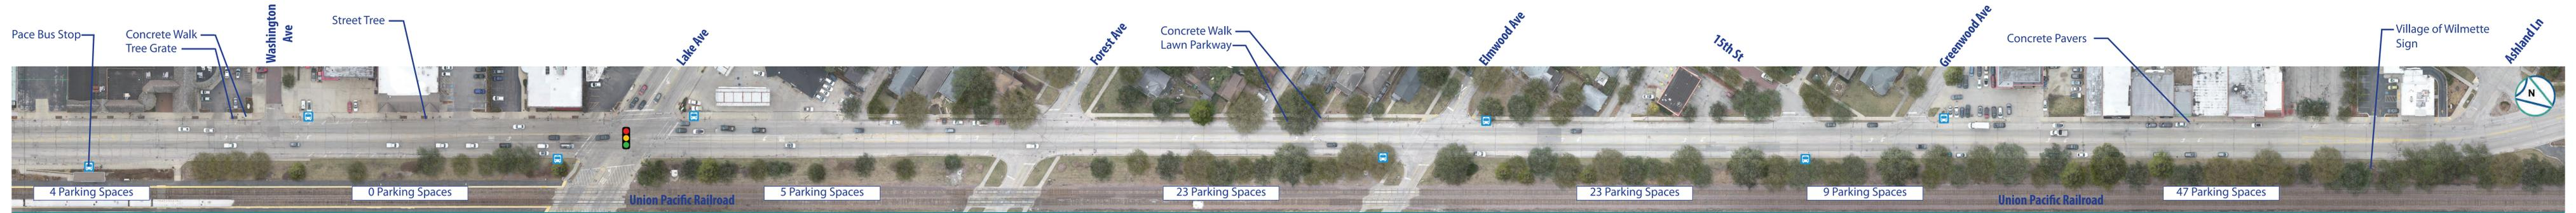 Pace Bus Stop
Concrete Walk
Tree Grate
Washington
Ave
Street Tree
Lake Ave
Forest Ave
Concrete Walk
Lawn Parkway
Elmwood Ave
15th St
Greenwood Ave
Concrete Pavers
Village of Wilmette
Sign
Ashland Ln
N
4 Parking Spaces
0 Parking Spaces
Union Pacific Railroad
5 Parking Spaces
23 Parking Spaces
23 Parking Spaces
9 Parking Spaces
Union Pacific Railroad
47 Parking Spaces